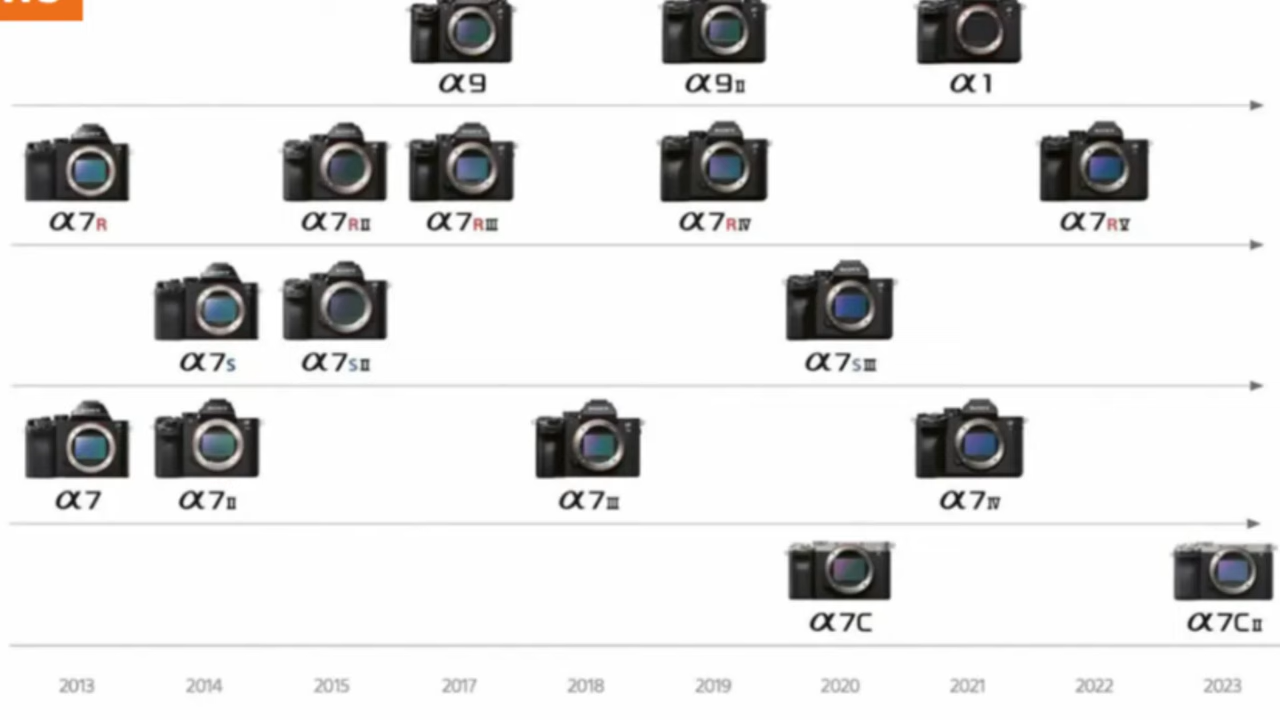 α9 α9II α1
α7R α7RII α7RIII α7RIV α7RV
α7S α7SII α7SIII
α7 α7II α7III α7IV
α7C α7CII
2013 2014 2015 2017 2018 2019 2020 2021 2022 2023